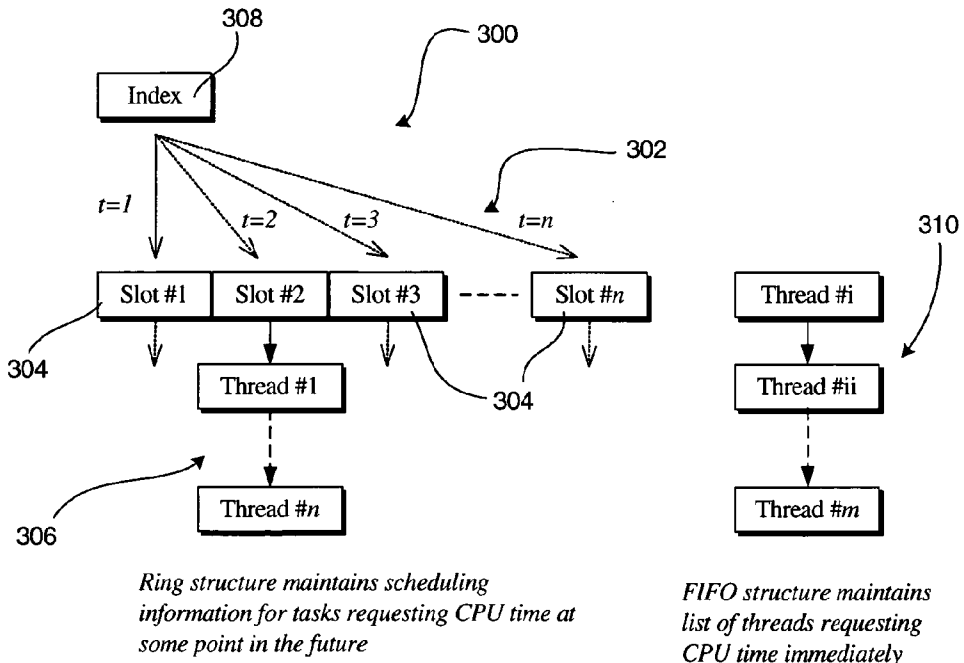 308
300
Index
302
t=1
t=2
t=3
t=n
310
Slot #1
Slot #2
Slot #3
Slot #n
Thread #i
304
Thread #1
304
Thread #ii
306
Thread #n
Thread #m
Ring structure maintains scheduling
information for tasks requesting CPU time at
some point in the future
FIFO structure maintains
list of threads requesting
CPU time immediately